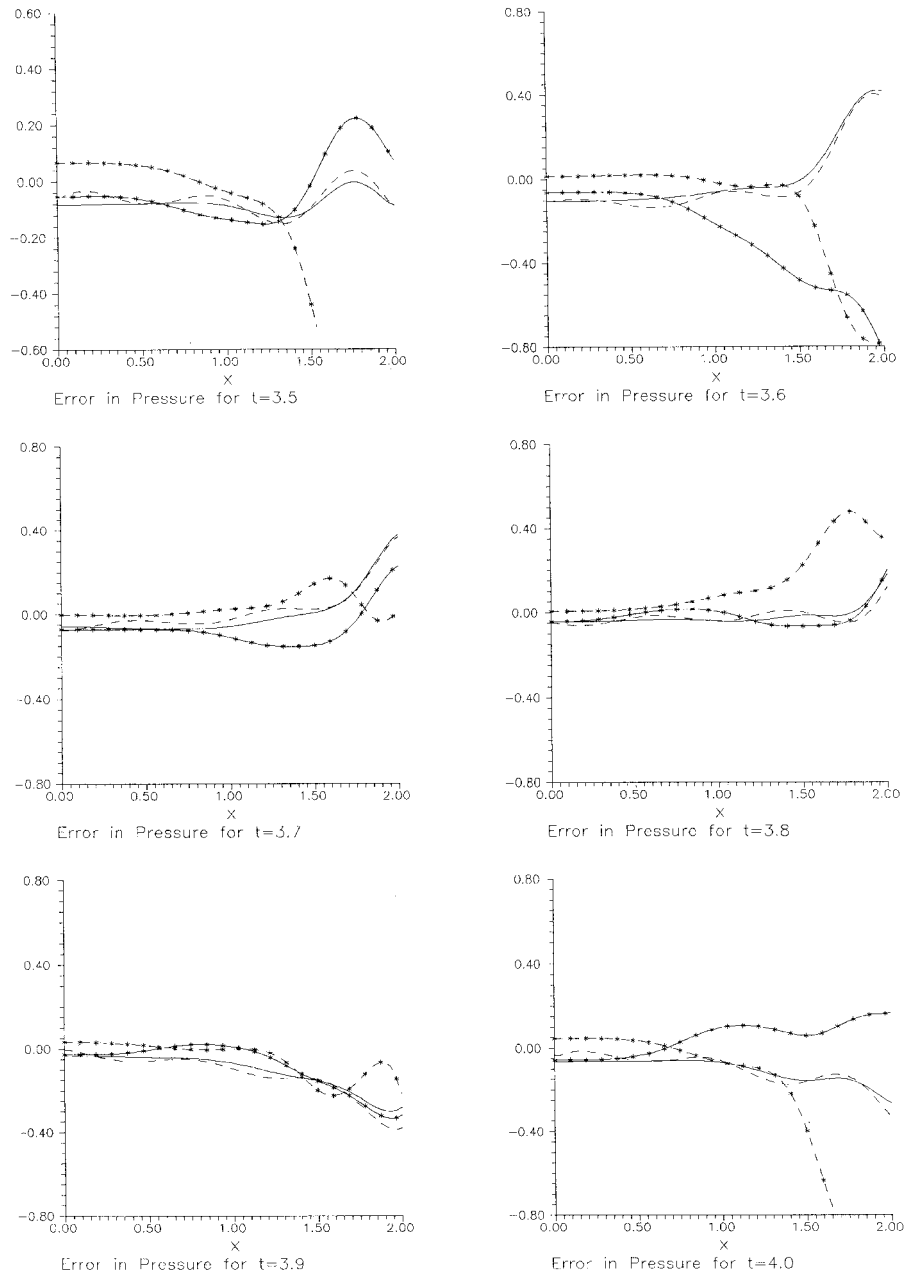 0.60
0.40
0.20
0.00
−0.20
−0.40
−0.60
0.00 0.50 1.00 1.50 2.00
X
Error in Pressure for t=3.5
0.80
0.40
0.00
−0.40
−0.80
0.00 0.50 1.00 1.50 2.00
X
Error in Pressure for t=3.6
0.80
0.40
0.00
−0.40
−0.80
0.00 0.50 1.00 1.50 2.00
X
Error in Pressure for t=3.7
0.80
0.40
0.00
−0.40
−0.80
0.00 0.50 1.00 1.50 2.00
X
Error in Pressure for t=3.8
0.80
0.40
0.00
−0.40
−0.80
0.00 0.50 1.00 1.50 2.00
X
Error in Pressure for t=3.9
0.80
0.40
0.00
−0.40
−0.80
0.00 0.50 1.00 1.50 2.00
X
Error in Pressure for t=4.0